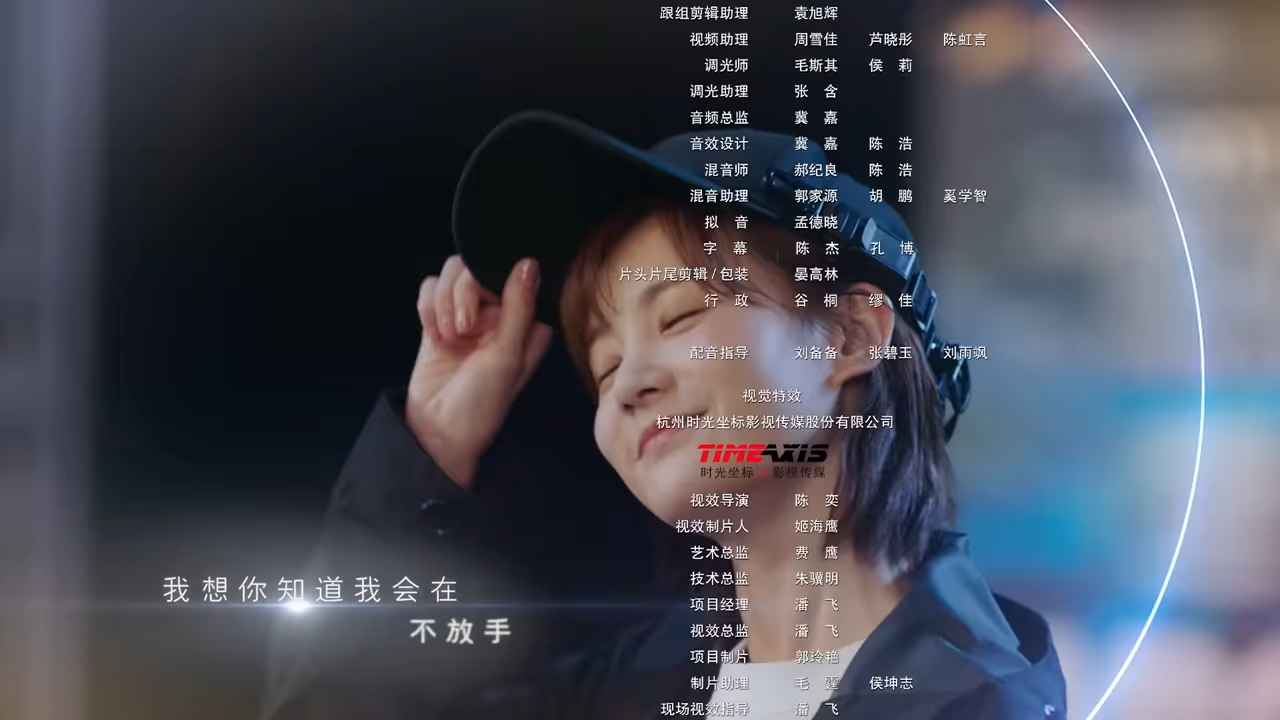 跟组剪辑助理 袁旭辉
视频助理 周雪佳 芦晓彤 陈虹言
调光师 毛斯其 侯 莉
调光助理 张 含
音频总监 冀 嘉
音效设计 冀 嘉 陈 浩
混音师 郝纪良 陈 浩
混音助理 郭家源 胡 鹏 奚学智
拟 音 孟德晓
字 幕 陈 杰 孔 博
片头片尾剪辑/包装 晏高林
行 政 谷 桐 缪 佳
配音指导 刘备备 张碧玉 刘雨飒
视觉特效
杭州时光坐标影视传媒股份有限公司
TIMEAXIS
时光坐标 影视传媒
视效导演 陈 奕
视效制片人 姬海鹰
艺术总监 费 鹰
技术总监 朱骥明
项目经理 潘 飞
视效总监 潘 飞
项目制片 郭玲艳
制片助理 毛 霆 侯坤志
现场视效指导 潘 飞
我想你知道我会在
不放手